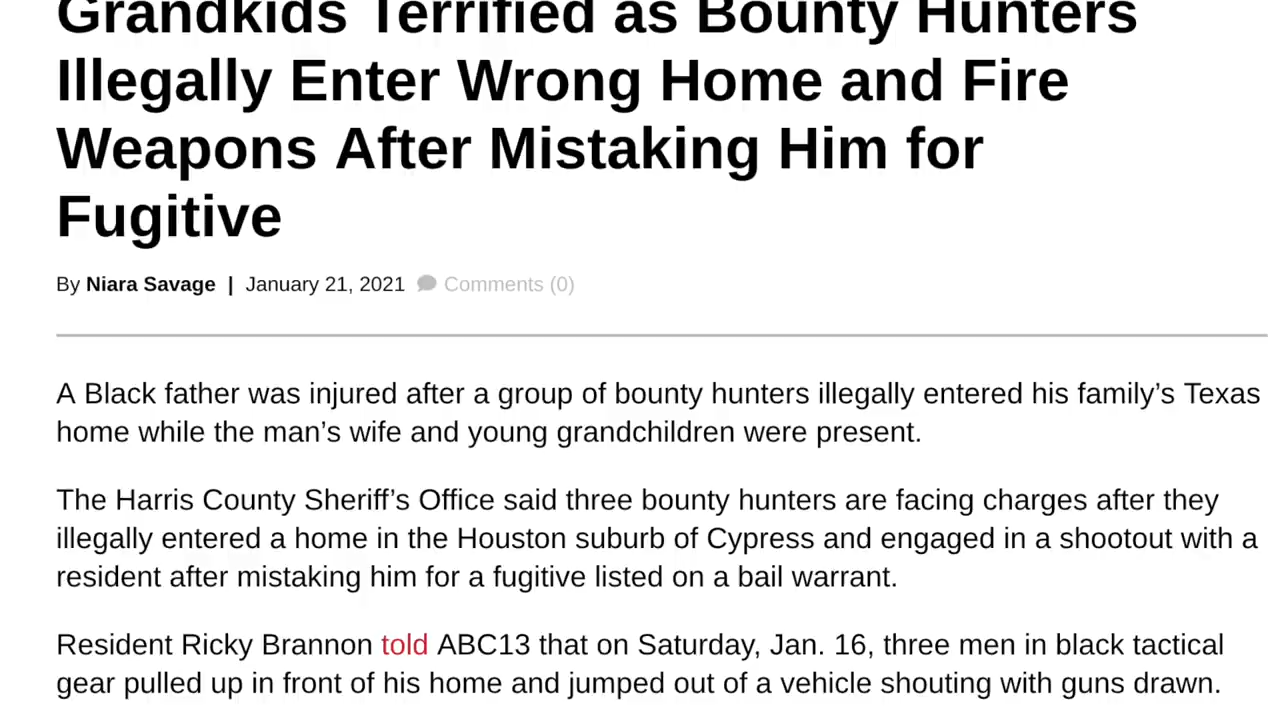 Grandkids Terrified as Bounty Hunters
Illegally Enter Wrong Home and Fire
Weapons After Mistaking Him for
Fugitive
By Niara Savage | January 21, 2021 Comments (0)
A Black father was injured after a group of bounty hunters illegally entered his family’s Texas
home while the man’s wife and young grandchildren were present.
The Harris County Sheriff’s Office said three bounty hunters are facing charges after they
illegally entered a home in the Houston suburb of Cypress and engaged in a shootout with a
resident after mistaking him for a fugitive listed on a bail warrant.
Resident Ricky Brannon told ABC13 that on Saturday, Jan. 16, three men in black tactical
gear pulled up in front of his home and jumped out of a vehicle shouting with guns drawn.